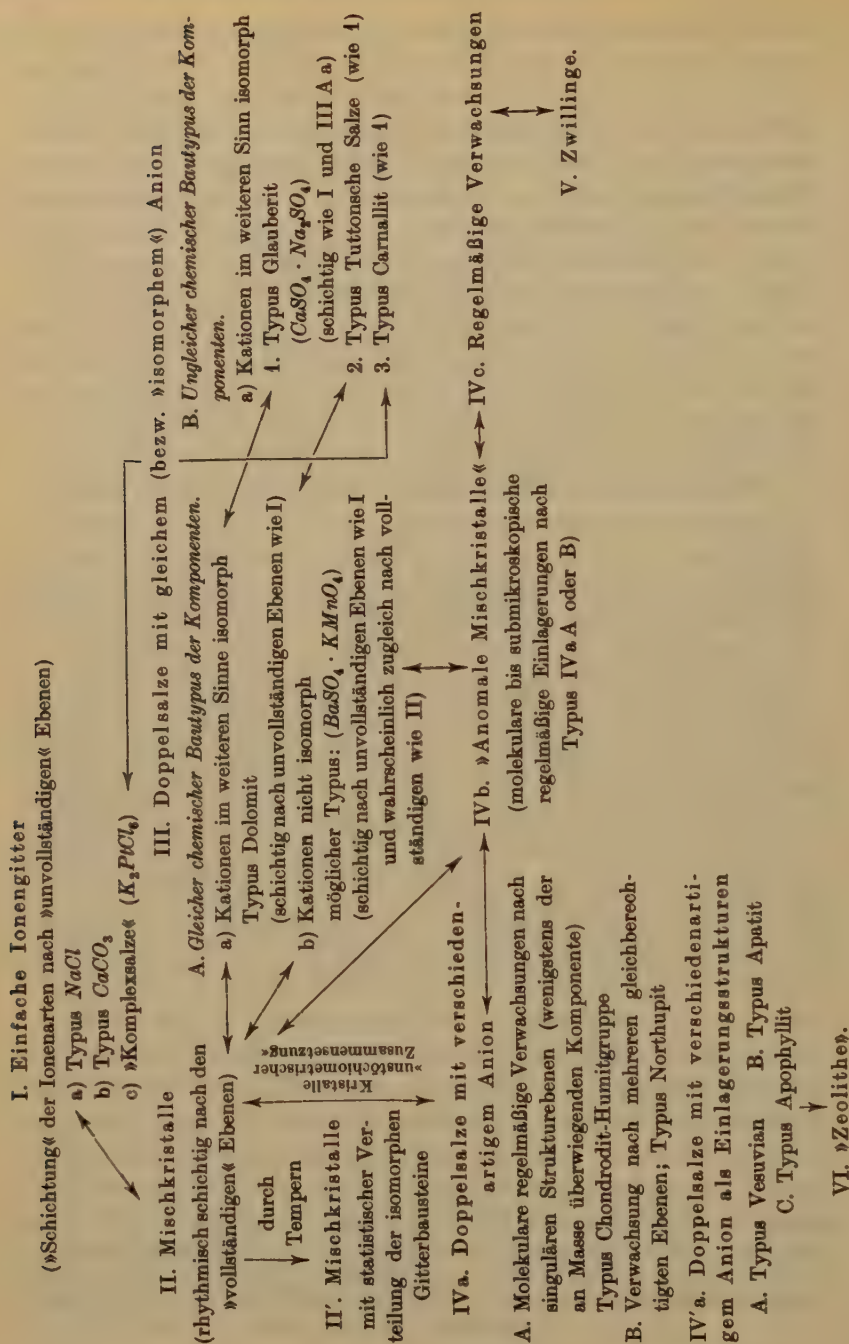 I. Einfache Ionengitter
(»Schichtung« der Ionenarten nach »unvollständigen« Ebenen)
a) Typus NaCl
b) Typus CaCO₃
c) »Komplexsalze« (K₂PtCl₆)
II. Mischkristalle
(rhythmisch schichtig nach den
»vollständigen« Ebenen)
durch
Tempern
II′. Mischkristalle
mit statistischer Ver-
teilung der isomorphen
Gitterbausteine
Kristalle
»unstöchiometrischer
Zusammensetzung«
III. Doppelsalze mit gleichem (bezw. »isomorphem«) Anion
A. Gleicher chemischer Bautypus der Komponenten.
a) Kationen im weiteren Sinne isomorph
Typus Dolomit
(schichtig nach unvollständigen Ebenen wie I)
b) Kationen nicht isomorph
möglicher Typus: (BaSO₄ · KMnO₄)
(schichtig nach unvollständigen Ebenen wie I
und wahrscheinlich zugleich nach voll-
ständigen wie II)
B. Ungleicher chemischer Bautypus der Kom-
ponenten.
a) Kationen im weiteren Sinn isomorph
1. Typus Glauberit
(CaSO₄ · Na₂SO₄)
(schichtig wie I und III A a)
2. Typus Tuttonsche Salze (wie 1)
3. Typus Carnallit (wie 1)
IVa. Doppelsalze mit verschieden-
artigem Anion
A. Molekulare regelmäßige Verwachsungen nach
singulären Strukturebenen (wenigstens der
an Masse überwiegenden Komponente)
Typus Chondrodit-Humitgruppe
B. Verwachsung nach mehreren gleichberech-
tigten Ebenen; Typus Northupit
IV′a. Doppelsalze mit verschiedenarti-
gem Anion als Einlagerungsstrukturen
A. Typus Vesuvian B. Typus Apatit
C. Typus Apophyllit
VI. »Zeolithe«.
IVb. »Anomale Mischkristalle«
(molekulare bis submikroskopische
regelmäßige Einlagerungen nach
Typus IVa A oder B)
IVc. Regelmäßige Verwachsungen
V. Zwillinge.